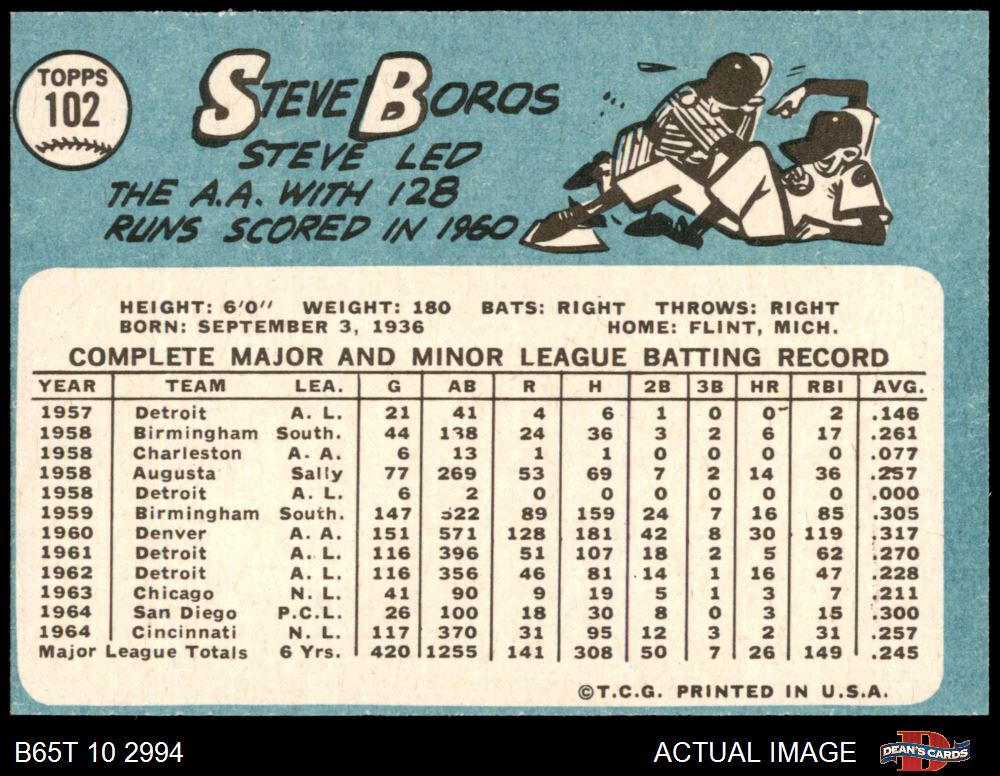 TOPPS
102
STEVE BOROS
STEVE LED
THE A.A. WITH 128
RUNS SCORED IN 1960
HEIGHT: 6'0" WEIGHT: 180 BATS: RIGHT THROWS: RIGHT
BORN: SEPTEMBER 3, 1936 HOME: FLINT, MICH.
COMPLETE MAJOR AND MINOR LEAGUE BATTING RECORD
YEAR TEAM LEA. G AB R H 2B 3B HR RBI AVG.
1957 Detroit A. L. 21 41 4 6 1 0 0 2 .146
1958 Birmingham South. 44 138 24 36 3 2 6 17 .261
1958 Charleston A. A. 6 13 1 1 0 0 0 0 .077
1958 Augusta Sally 77 269 53 69 7 2 14 36 .257
1958 Detroit A. L. 6 2 0 0 0 0 0 0 .000
1959 Birmingham South. 147 522 89 159 24 7 16 85 .305
1960 Denver A. A. 151 571 128 181 42 8 30 119 .317
1961 Detroit A. L. 116 396 51 107 18 2 5 62 .270
1962 Detroit A. L. 116 356 46 81 14 1 16 47 .228
1963 Chicago N. L. 41 90 9 19 5 1 3 7 .211
1964 San Diego P.C.L. 26 100 18 30 8 0 3 15 .300
1964 Cincinnati N. L. 117 370 31 95 12 3 2 31 .257
Major League Totals 6 Yrs. 420 1255 141 308 50 7 26 149 .245
©T.C.G. PRINTED IN U.S.A.
B65T 10 2994 ACTUAL IMAGE DEAN'S CARDS